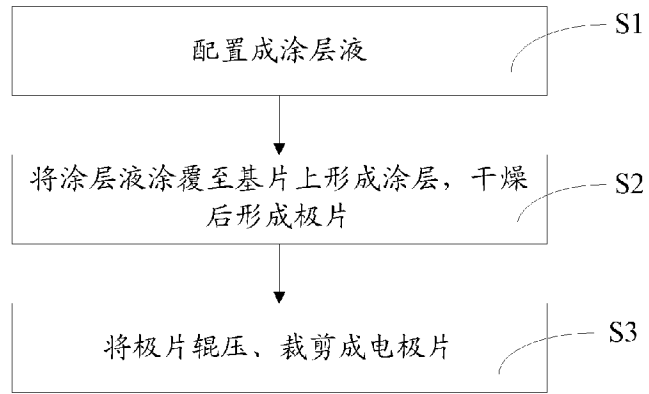 配置成涂层液
S1
将涂层液涂覆至基片上形成涂层，干燥
后形成极片
S2
将极片辊压、裁剪成电极片
S3